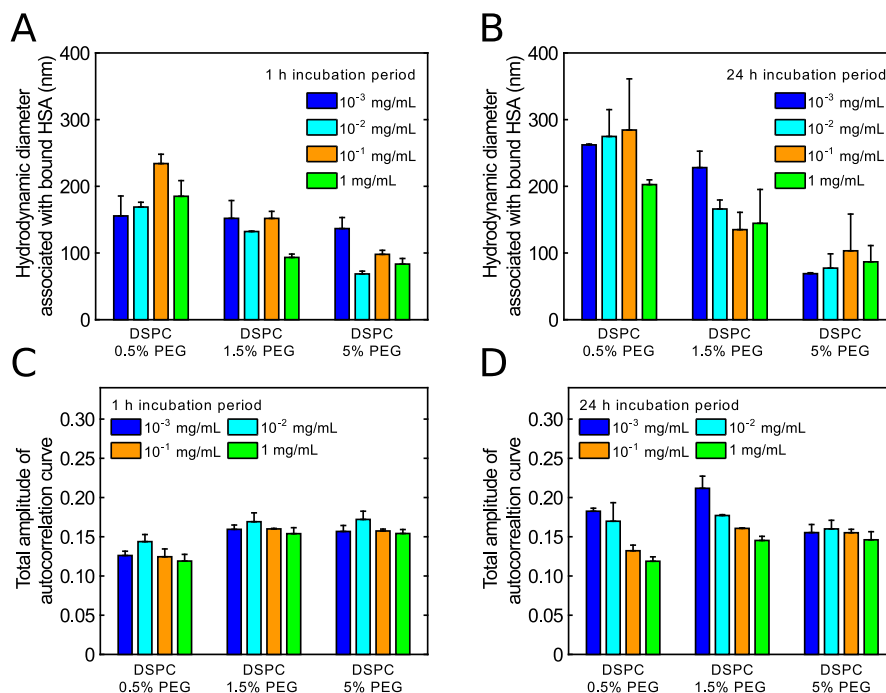 A
Hydrodynamic diameter
associated with bound HSA (nm)
400
300
200
100
0
1 h incubation period
10⁻³ mg/mL
10⁻² mg/mL
10⁻¹ mg/mL
1 mg/mL
DSPC
0.5% PEG
DSPC
1.5% PEG
DSPC
5% PEG
B
Hydrodynamic diameter
associated with bound HSA (nm)
400
300
200
100
0
24 h incubation period
10⁻³ mg/mL
10⁻² mg/mL
10⁻¹ mg/mL
1 mg/mL
DSPC
0.5% PEG
DSPC
1.5% PEG
DSPC
5% PEG
C
Total amplitude of
autocorrelation curve
0.30
0.25
0.20
0.15
0.10
0.05
0
1 h incubation period
10⁻³ mg/mL
10⁻² mg/mL
10⁻¹ mg/mL
1 mg/mL
DSPC
0.5% PEG
DSPC
1.5% PEG
DSPC
5% PEG
D
Total amplitude of
autocorrealtion curve
0.30
0.25
0.20
0.15
0.10
0.05
0
24 h incubation period
10⁻³ mg/mL
10⁻² mg/mL
10⁻¹ mg/mL
1 mg/mL
DSPC
0.5% PEG
DSPC
1.5% PEG
DSPC
5% PEG